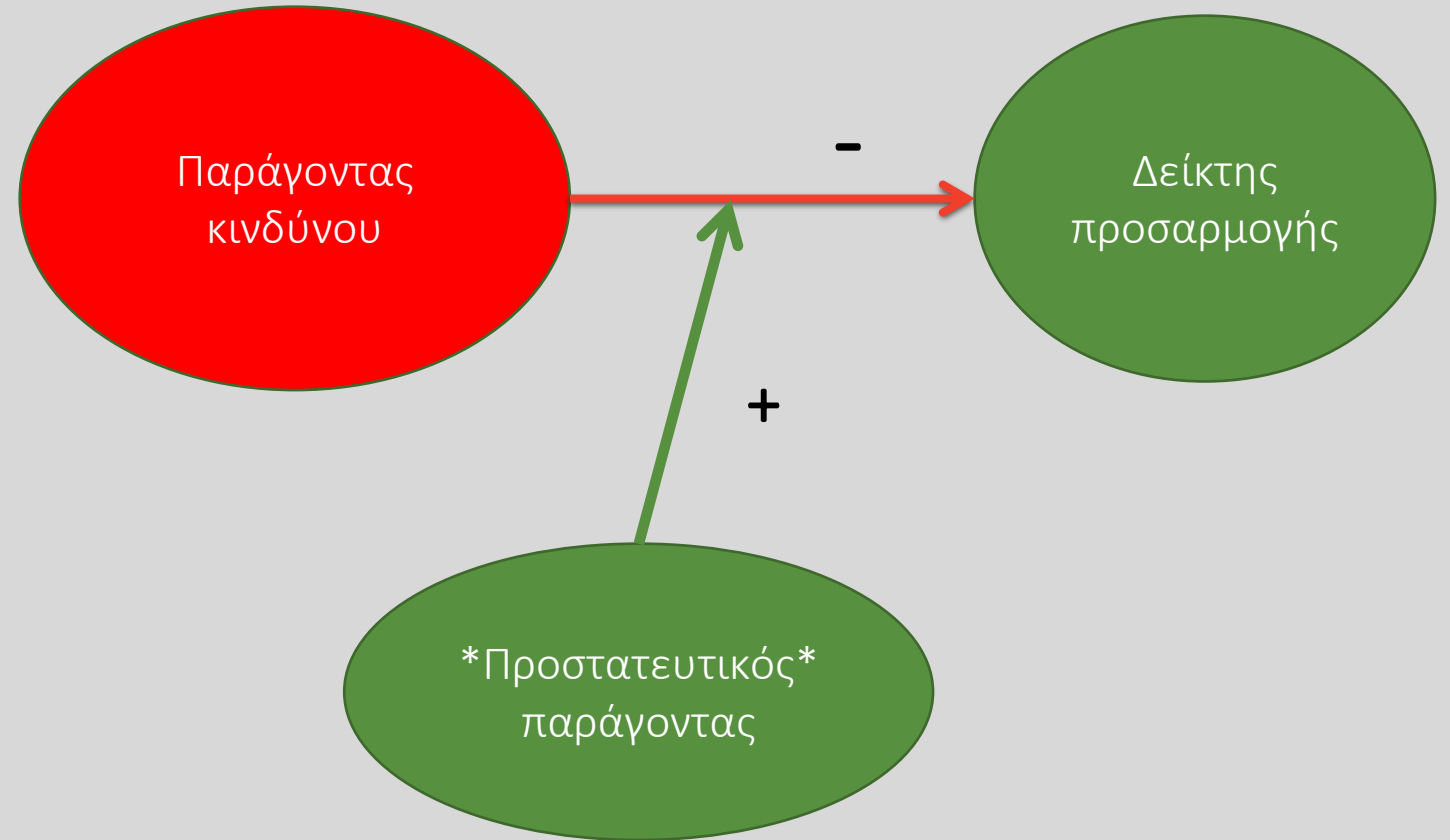 Παράγοντας
κινδύνου
-
Δείκτης
προσαρμογής
+
*Προστατευτικός*
παράγοντας